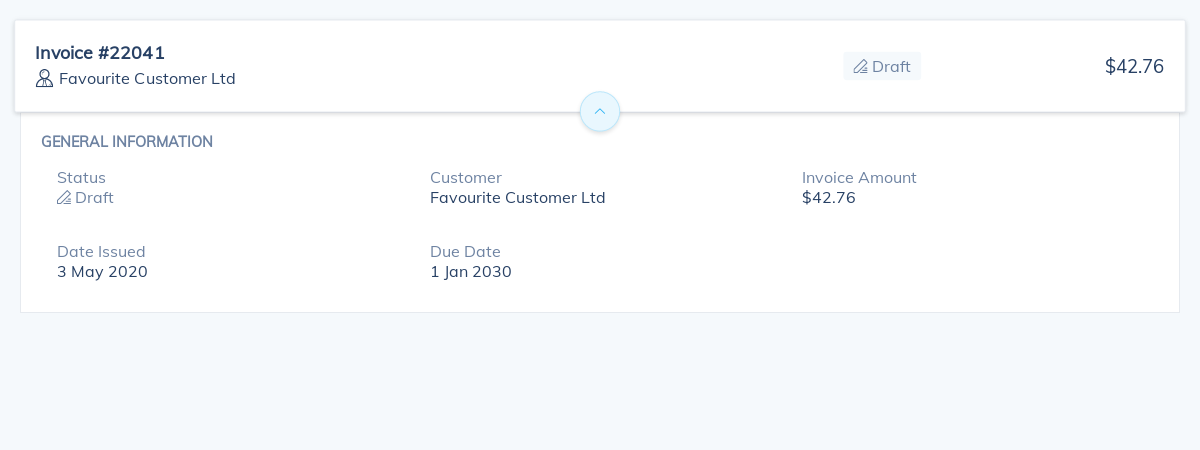 Invoice #22041
Favourite Customer Ltd
Draft
$42.76
GENERAL INFORMATION
Status
Draft
Customer
Favourite Customer Ltd
Invoice Amount
$42.76
Date Issued
3 May 2020
Due Date
1 Jan 2030